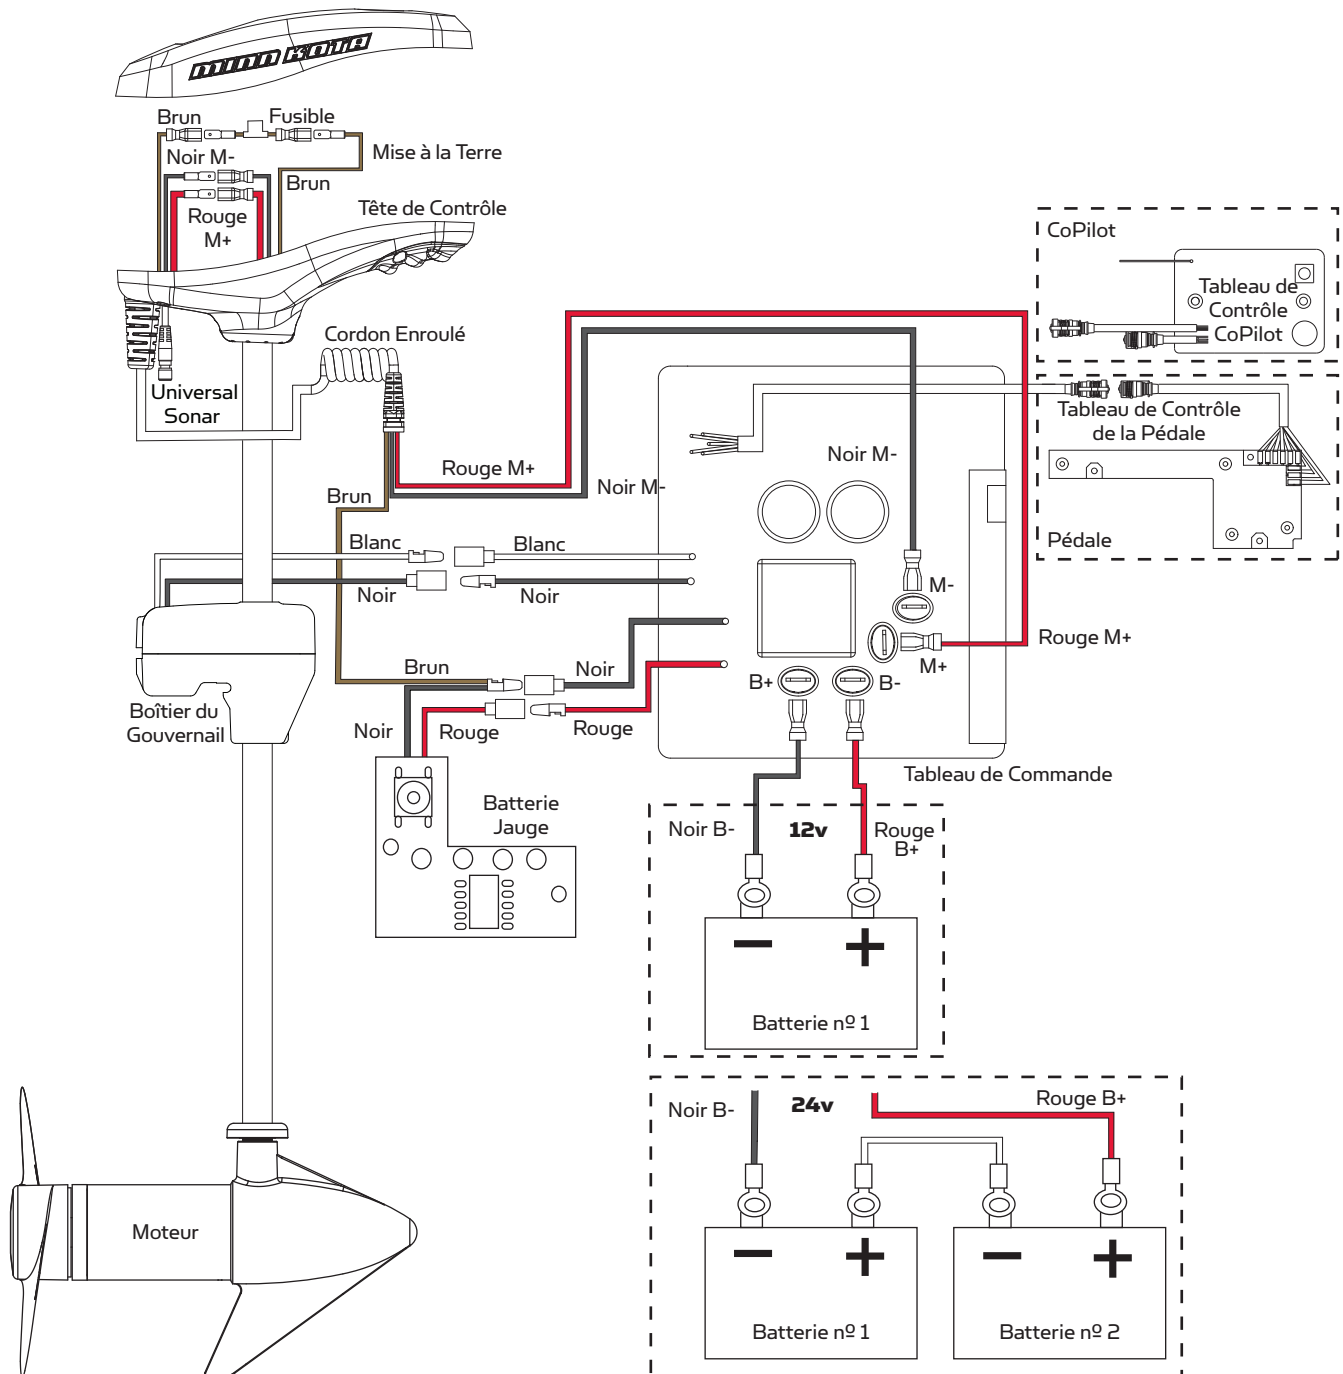 MINN KOTA
Brun
Fusible
Noir M-
Mise à la Terre
Brun
Rouge
M+
Tête de Contrôle
CoPilot
Tableau de
Contrôle
CoPilot
Cordon Enroulé
Universal
Sonar
Tableau de Contrôle
de la Pédale
Pédale
Rouge M+
Noir M-
Noir M-
Brun
Blanc
Blanc
Noir
Noir
M-
Rouge M+
M+
Brun
Noir
B+
B-
Boîtier du
Gouvernail
Noir
Rouge
Rouge
Tableau de Commande
Batterie
Jauge
Noir B-
12v
Rouge
B+
Batterie nº 1
Noir B-
24v
Rouge B+
Moteur
Batterie nº 1
Batterie nº 2